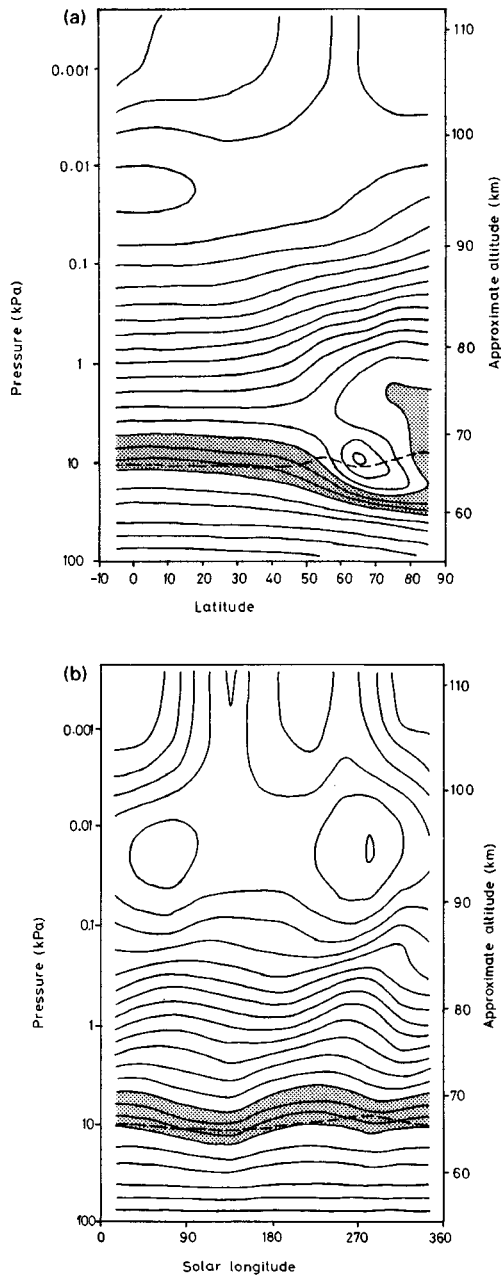 (a)
0.001
0.01
0.1
1
10
100
Pressure (kPa)
110
100
90
80
70
60
Approximate altitude (km)
-10 0 10 20 30 40 50 60 70 80 90
Latitude
(b)
0.001
0.01
0.1
1
10
100
Pressure (kPa)
110
100
90
80
70
60
Approximate altitude (km)
0 90 180 270 360
Solar longitude